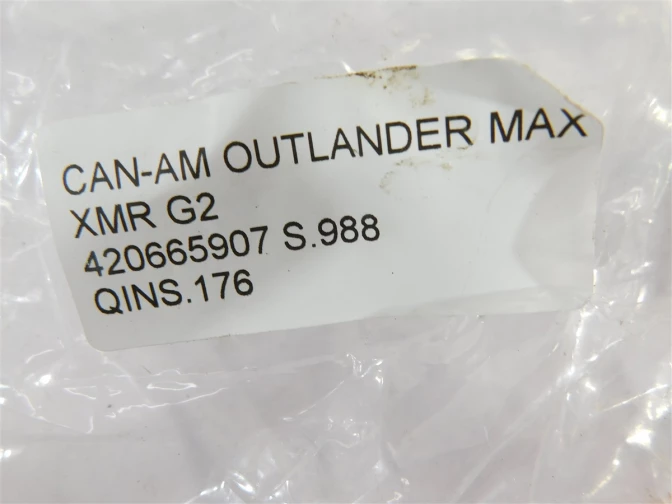 CAN-AM OUTLANDER MAX
XMR G2
420665907 S.988
QINS.176